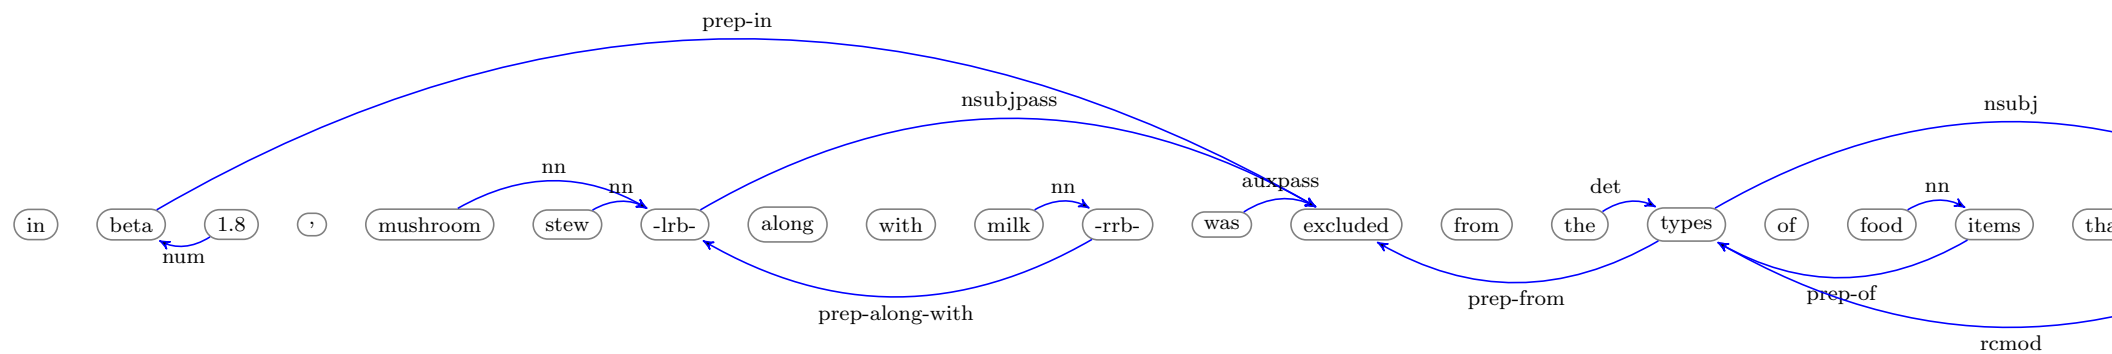 prep-in
nsubjpass
nsubj
nn
nn
auxpass
nn
det
nn
in beta 1.8 , mushroom stew -lrb- along with milk -rrb- was excluded from the types of food items tha
num
prep-from
prep-of
prep-along-with
rcmod